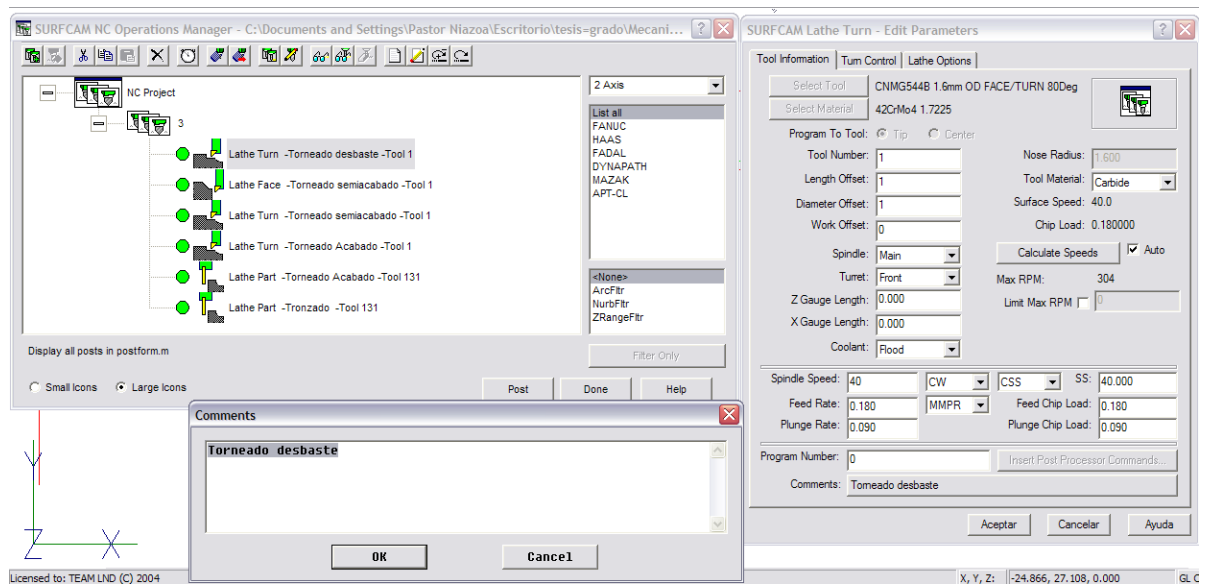 SURFCAM NC Operations Manager - C:\Documents and Settings\Pastor Niazoa\Escritorio\tesis=grado\Mecani...
NC Project
3
Lathe Turn -Torneado desbaste -Tool 1
Lathe Face -Torneado semiacabado -Tool 1
Lathe Turn -Torneado semiacabado -Tool 1
Lathe Turn -Torneado Acabado -Tool 1
Lathe Part -Torneado Acabado -Tool 131
Lathe Part -Tronzado -Tool 131
2 Axis
List all
FANUC
HAAS
FADAL
DYNAPATH
MAZAK
APT-CL
<None>
ArcFltr
NurbFltr
ZRangeFltr
Display all posts in postform.m
Filter Only
Small Icons
Large Icons
Post
Done
Help
Comments
Torneado desbaste
OK
Cancel
Z
X
Licensed to: TEAM LND (C) 2004
SURFCAM Lathe Turn - Edit Parameters
Tool Information
Turn Control
Lathe Options
Select Tool
CNMG544B 1.6mm OD FACE/TURN 80Deg
Select Material
42CrMo4 1.7225
Program To Tool: Tip Center
Tool Number: 1
Nose Radius: 1.600
Length Offset: 1
Tool Material: Carbide
Diameter Offset: 1
Surface Speed: 40.0
Work Offset: 0
Chip Load: 0.180000
Spindle: Main
Calculate Speeds
Auto
Turret: Front
Max RPM: 304
Z Gauge Length: 0.000
Limit Max RPM 0
X Gauge Length: 0.000
Coolant: Flood
Spindle Speed: 40 CW CSS SS: 40.000
Feed Rate: 0.180 MMPR Feed Chip Load: 0.180
Plunge Rate: 0.090 Plunge Chip Load: 0.090
Program Number: 0
Insert Post Processor Commands...
Comments: Torneado desbaste
Aceptar
Cancelar
Ayuda
X, Y, Z: -24.866, 27.108, 0.000
GL